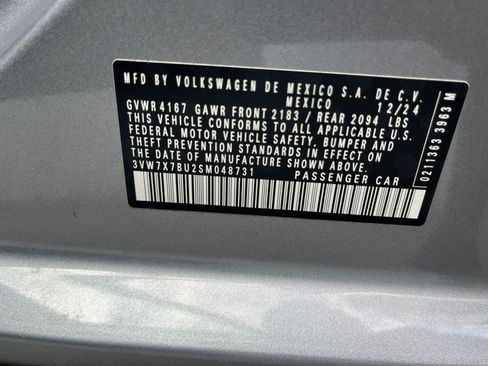 MFD BY VOLKSWAGEN DE MEXICO S.A. DE C.V.
MEXICO 12/24
GVWR 4167 GAWR FRONT 2183 / REAR 2094 LBS
THIS VEHICLE CONFORMS TO ALL APPLICABLE U.S.
FEDERAL MOTOR VEHICLE SAFETY, BUMPER AND
THEFT PREVENTION STANDARDS IN EFFECT ON
THE DATE OF MANUFACTURE SHOWN ABOVE.
3VW7X7BU2SM048731
PASSENGER CAR
0211363 3963 M